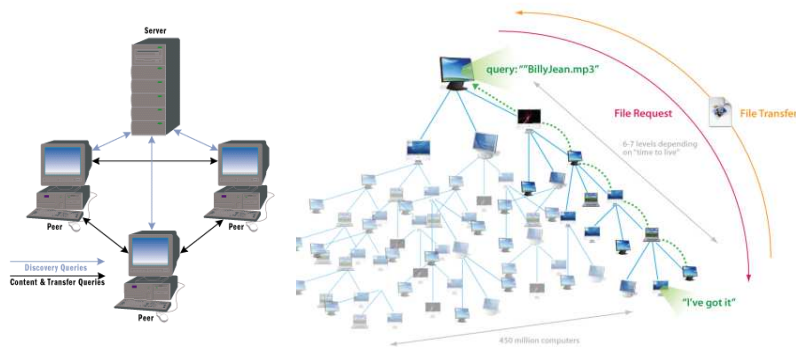 Server
Peer
Peer
Discovery Queries
Content & Transfer Queries
Peer
query: ""BillyJean.mp3"
File Request
File Transfer
6-7 levels depending
on "time to live"
"I've got it"
450 million computers